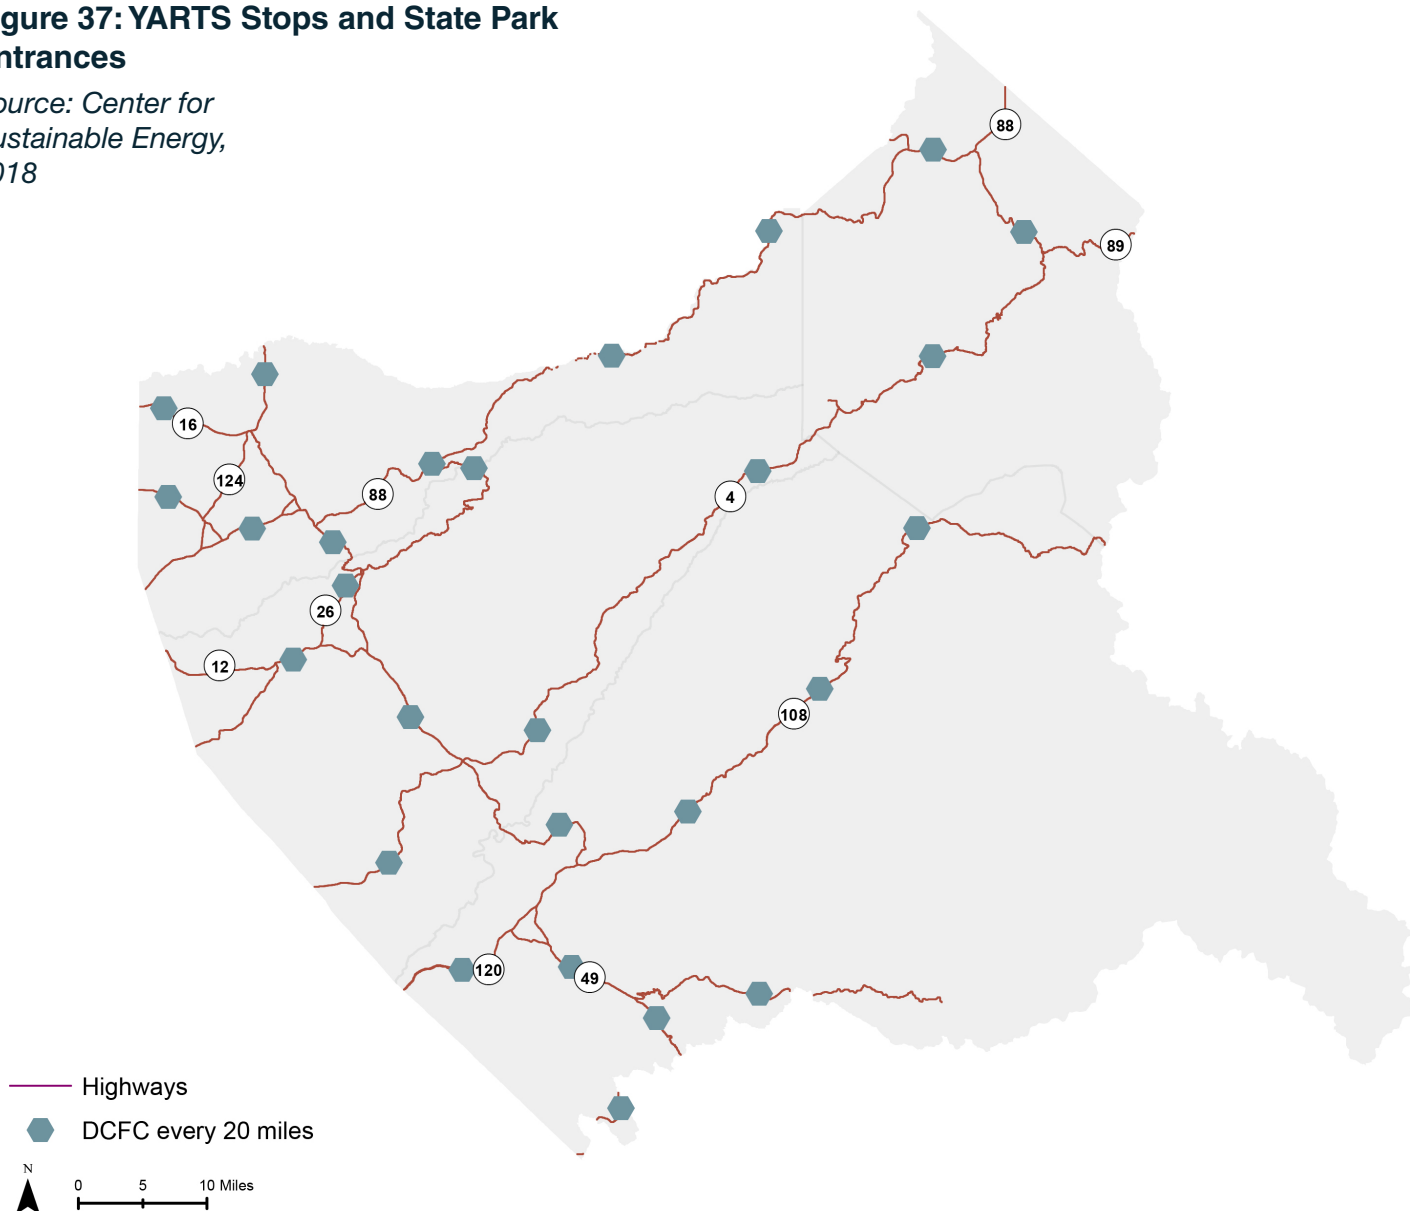 igure 37: YARTS Stops and State Park
ntrances
ource: Center for
ustainable Energy,
018
88
89
16
124
88
4
26
12
108
120
49
Highways
DCFC every 20 miles
N
0 5 10 Miles